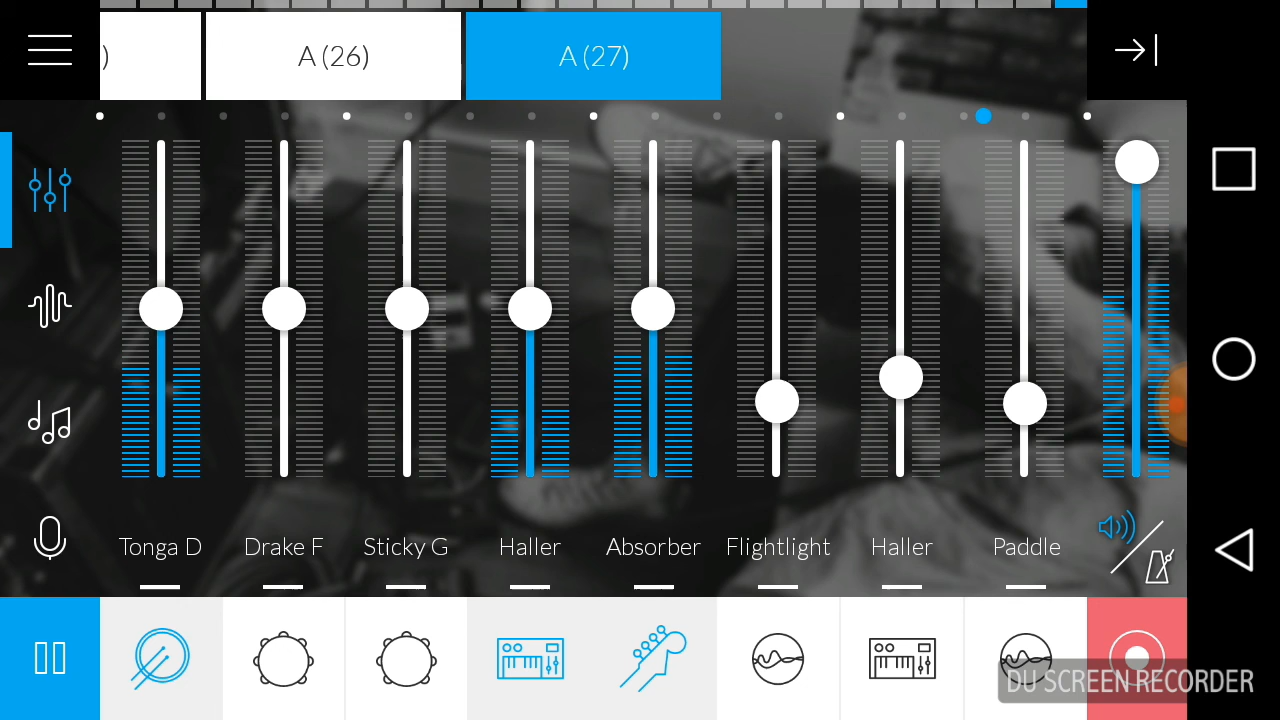 )
A (26)
A (27)
Tonga D
Drake F
Sticky G
Haller
Absorber
Flightlight
Haller
Paddle
DU SCREEN RECORDER